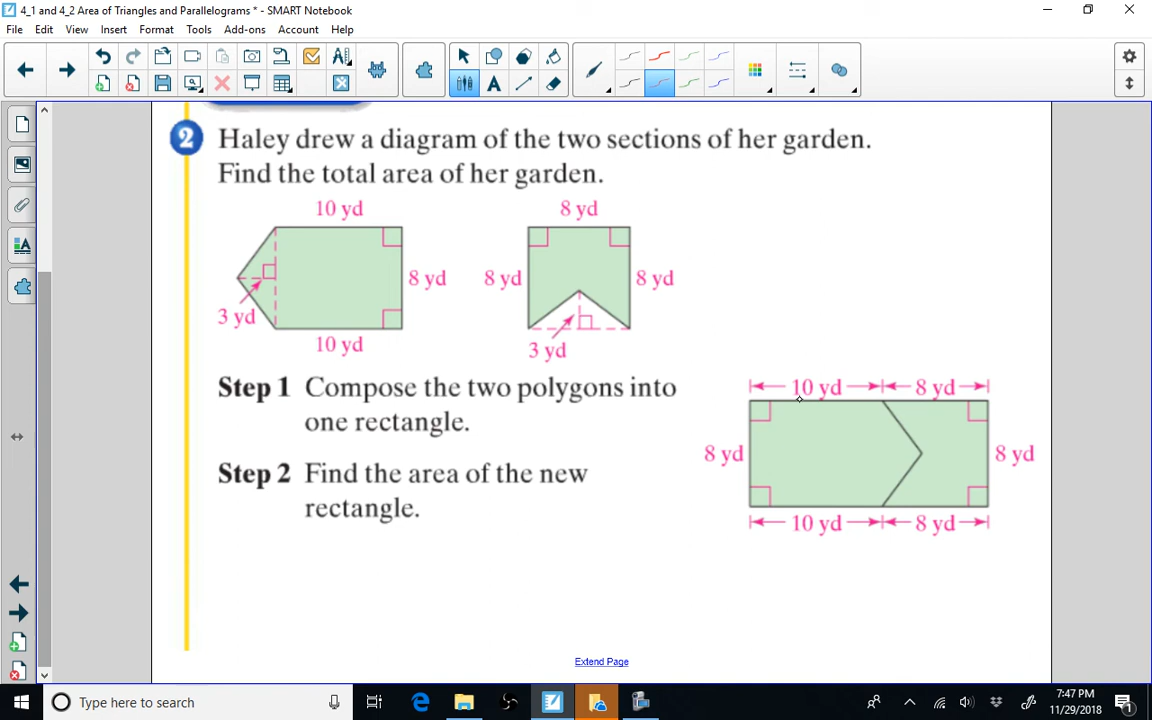 4_1 and 4_2 Area of Triangles and Parallelograms * - SMART Notebook
File Edit View Insert Format Tools Add-ons Account Help
2 Haley drew a diagram of the two sections of her garden.
Find the total area of her garden.
10 yd
8 yd
8 yd
8 yd
8 yd
3 yd
10 yd
3 yd
Step 1 Compose the two polygons into
one rectangle.
10 yd 8 yd
8 yd
8 yd
Step 2 Find the area of the new
rectangle.
10 yd 8 yd
Extend Page
Type here to search
7:47 PM
11/29/2018
1